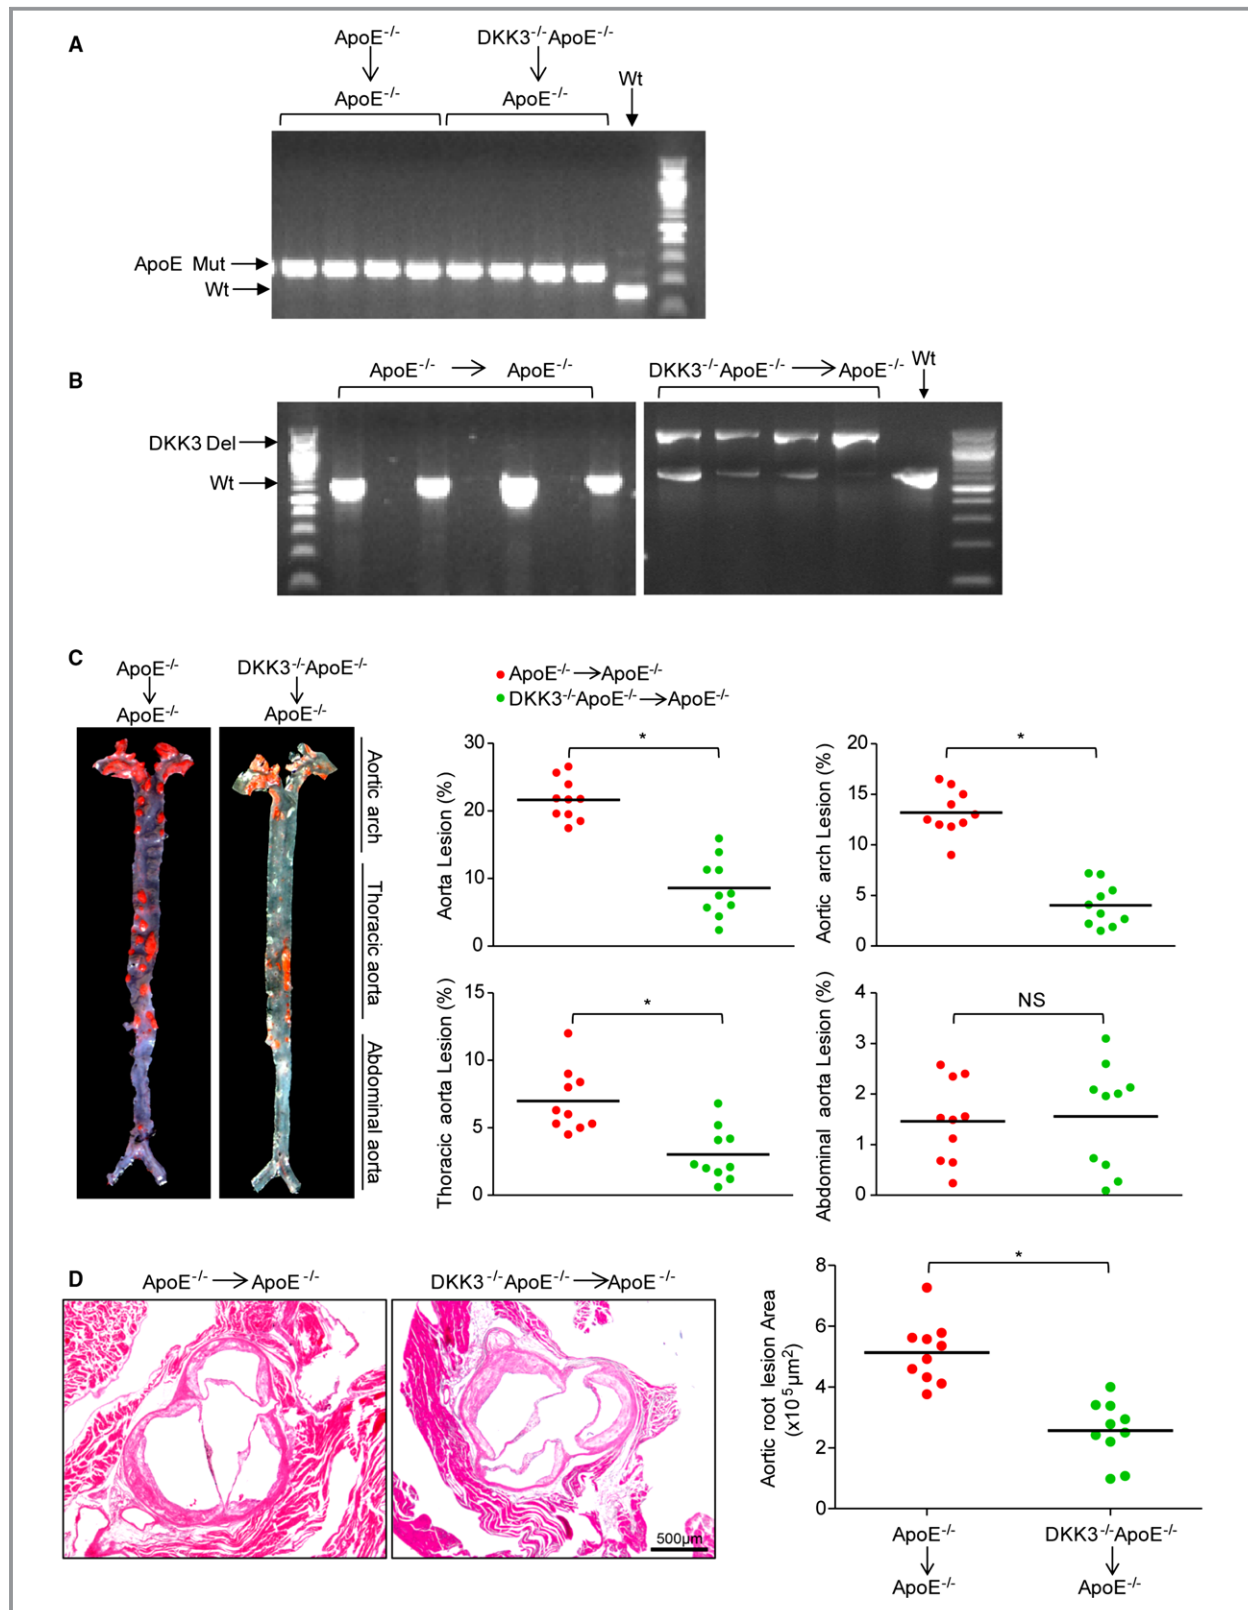 A
ApoE-/-
DKK3-/-ApoE-/-
Wt
ApoE-/-
ApoE-/-
ApoE Mut
Wt
B
ApoE-/- → ApoE-/-
DKK3-/-ApoE-/- → ApoE-/-
Wt
DKK3 Del
Wt
C
ApoE-/-
DKK3-/-ApoE-/-
ApoE-/-
ApoE-/-
Aortic arch
Thoracic aorta
Abdominal aorta
ApoE-/- → ApoE-/-
DKK3-/-ApoE-/- → ApoE-/-
Aorta Lesion (%)
30
20
10
0
*
Aortic arch Lesion (%)
20
15
10
5
0
*
Thoracic aorta Lesion (%)
15
10
5
0
*
Abdominal aorta Lesion (%)
4
3
2
1
0
NS
D
ApoE-/- → ApoE-/-
DKK3-/-ApoE-/- → ApoE-/-
500µm
Aortic root lesion Area
(x10⁵µm²)
8
6
4
2
0
*
ApoE-/-
DKK3-/-ApoE-/-
ApoE-/-
ApoE-/-